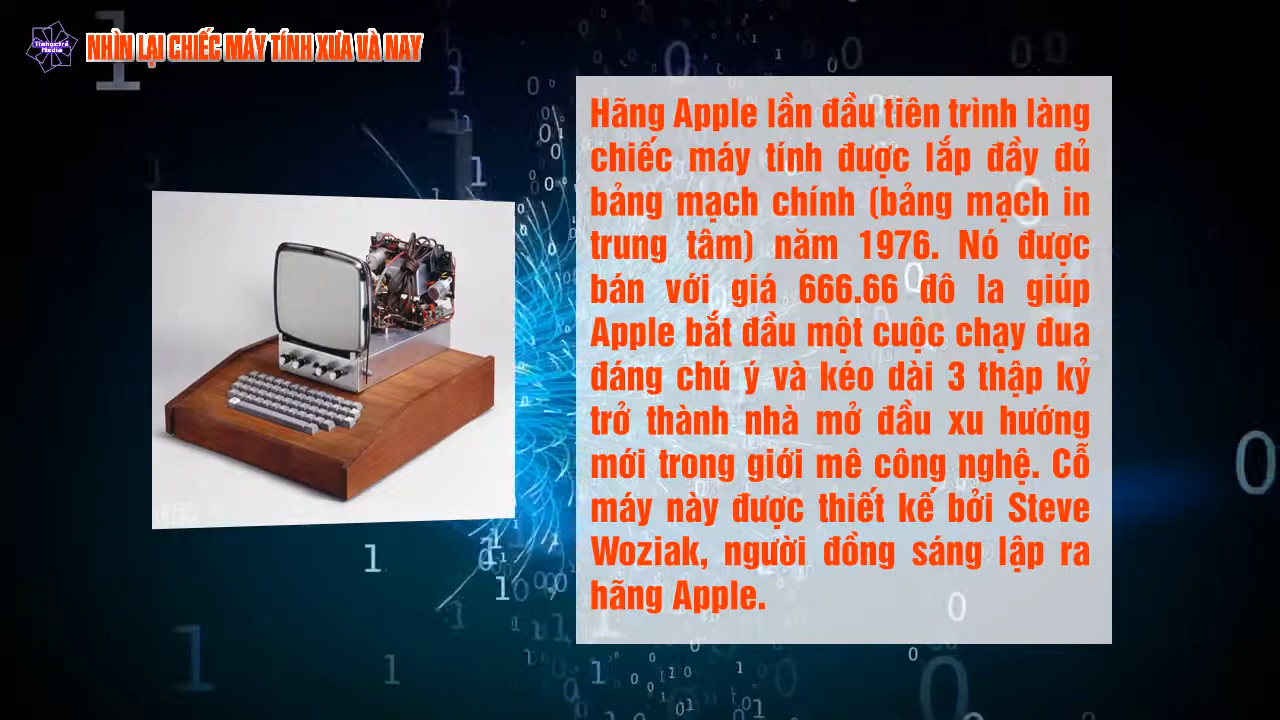 Tinhọctrẻ
Media
NHÌN LẠI CHIẾC MÁY TÍNH XƯA VÀ NAY
Hãng Apple lần đầu tiên trình làng
chiếc máy tính được lắp đầy đủ
bảng mạch chính (bảng mạch in
trung tâm) năm 1976. Nó được
bán với giá 666.66 đô la giúp
Apple bắt đầu một cuộc chạy đua
đáng chú ý và kéo dài 3 thập kỷ
trở thành nhà mở đầu xu hướng
mới trong giới mê công nghệ. Cỗ
máy này được thiết kế bởi Steve
Woziak, người đồng sáng lập ra
hãng Apple.